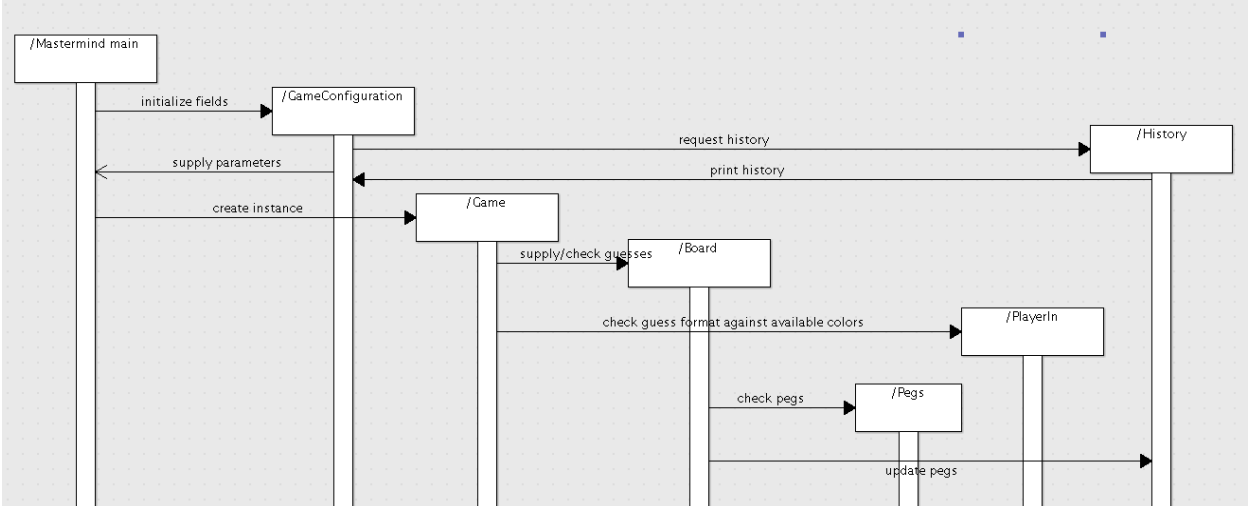 /Mastermind main
/GameConfiguration
initialize fields
/History
request history
supply parameters
print history
/Game
create instance
/Board
supply/check guesses
/PlayerIn
check guess format against available colors
/Pegs
check pegs
update pegs